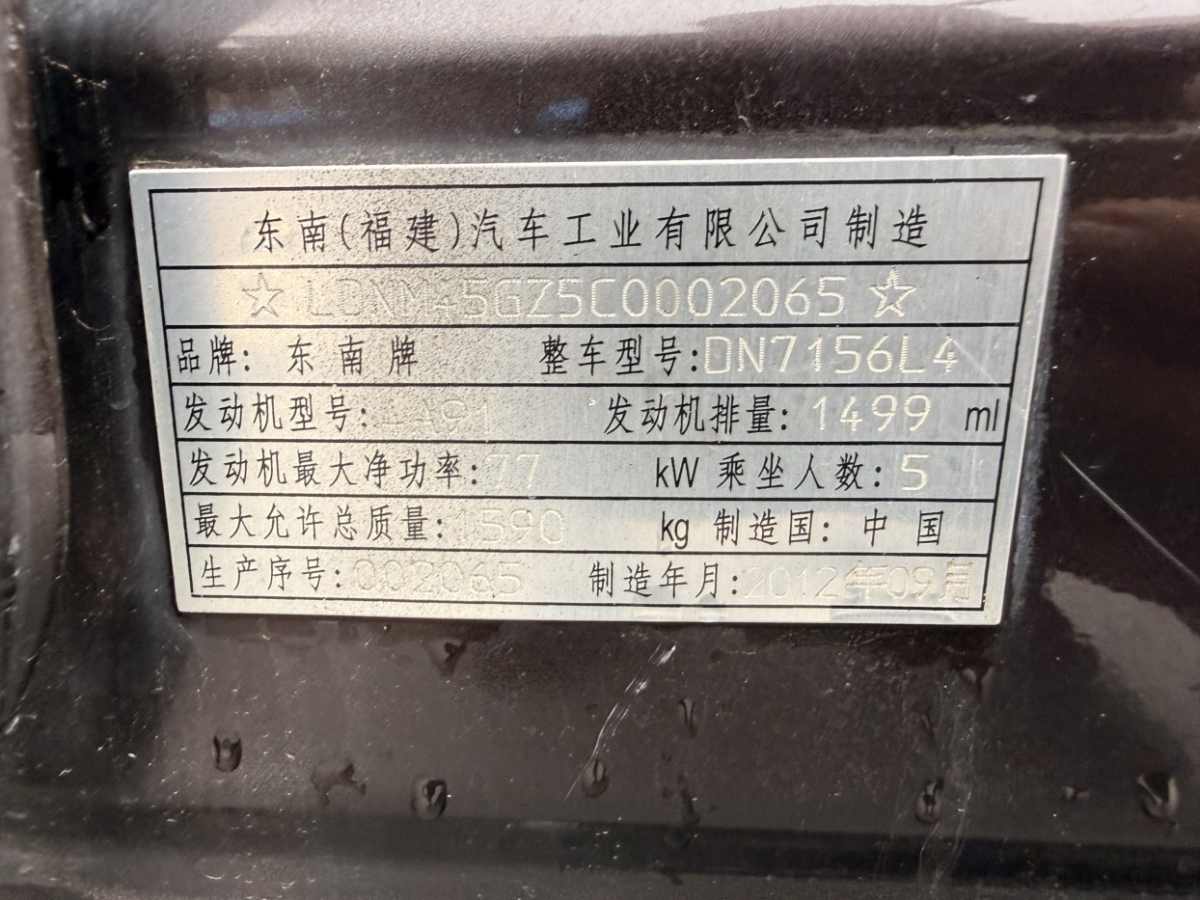 东南(福建)汽车工业有限公司制造
☆LDNM45GZ5C0002065☆
品牌: 东南牌 整车型号:DN7156L4
发动机型号:4A91 发动机排量: 1499 ml
发动机最大净功率:77 kW 乘坐人数: 5
最大允许总质量:1590 kg 制造国: 中国
生产序号:002065 制造年月:2012年09月